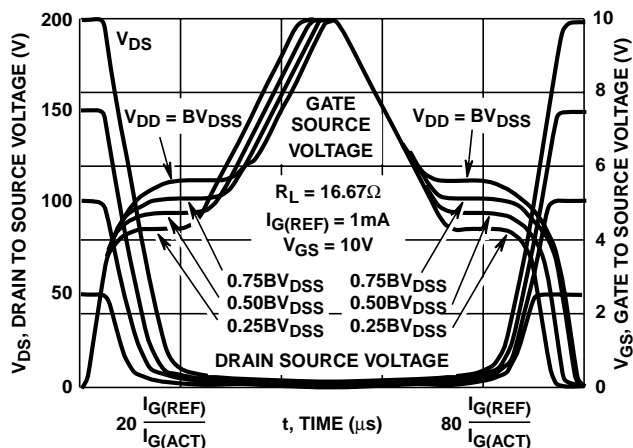 V_DS, DRAIN TO SOURCE VOLTAGE (V)
200
150
100
50
0
V_DS
V_DD = BV_DSS
GATE
SOURCE
VOLTAGE
V_DD = BV_DSS
R_L = 16.67Ω
I_G(REF) = 1mA
V_GS = 10V
0.75BV_DSS
0.50BV_DSS
0.25BV_DSS
0.75BV_DSS
0.50BV_DSS
0.25BV_DSS
DRAIN SOURCE VOLTAGE
10
8
6
4
2
0
V_GS, GATE TO SOURCE VOLTAGE (V)
20 I_G(REF)/I_G(ACT)
t, TIME (μs)
80 I_G(REF)/I_G(ACT)